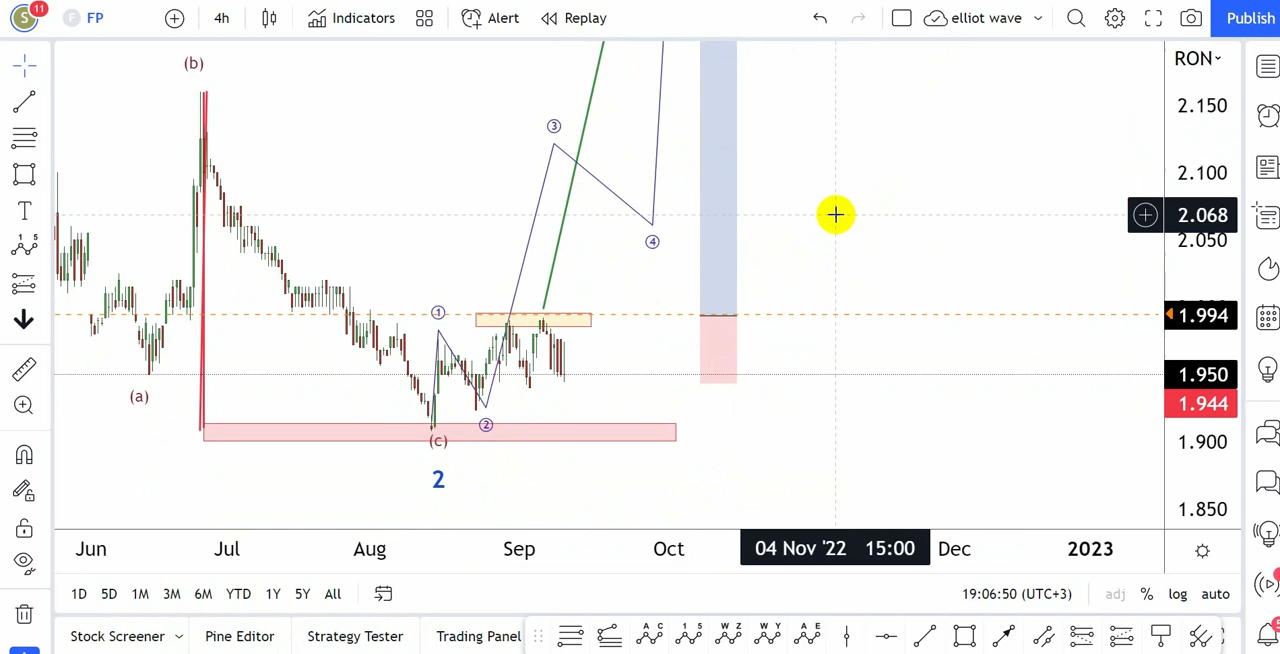 S 11 F FP 4h Indicators Alert Replay elliot wave Publish
RON
(b)
2.150
3
2.100
2.068
2.050
4
1
1.994
1.950
(a)
1.944
2
(c)
1.900
2
1.850
Jun Jul Aug Sep Oct 04 Nov '22 15:00 Dec 2023
1D 5D 1M 3M 6M YTD 1Y 5Y All 19:06:50 (UTC+3) adj % log auto
Stock Screener Pine Editor Strategy Tester Trading Panel A C 1 5 W Z W Y A E